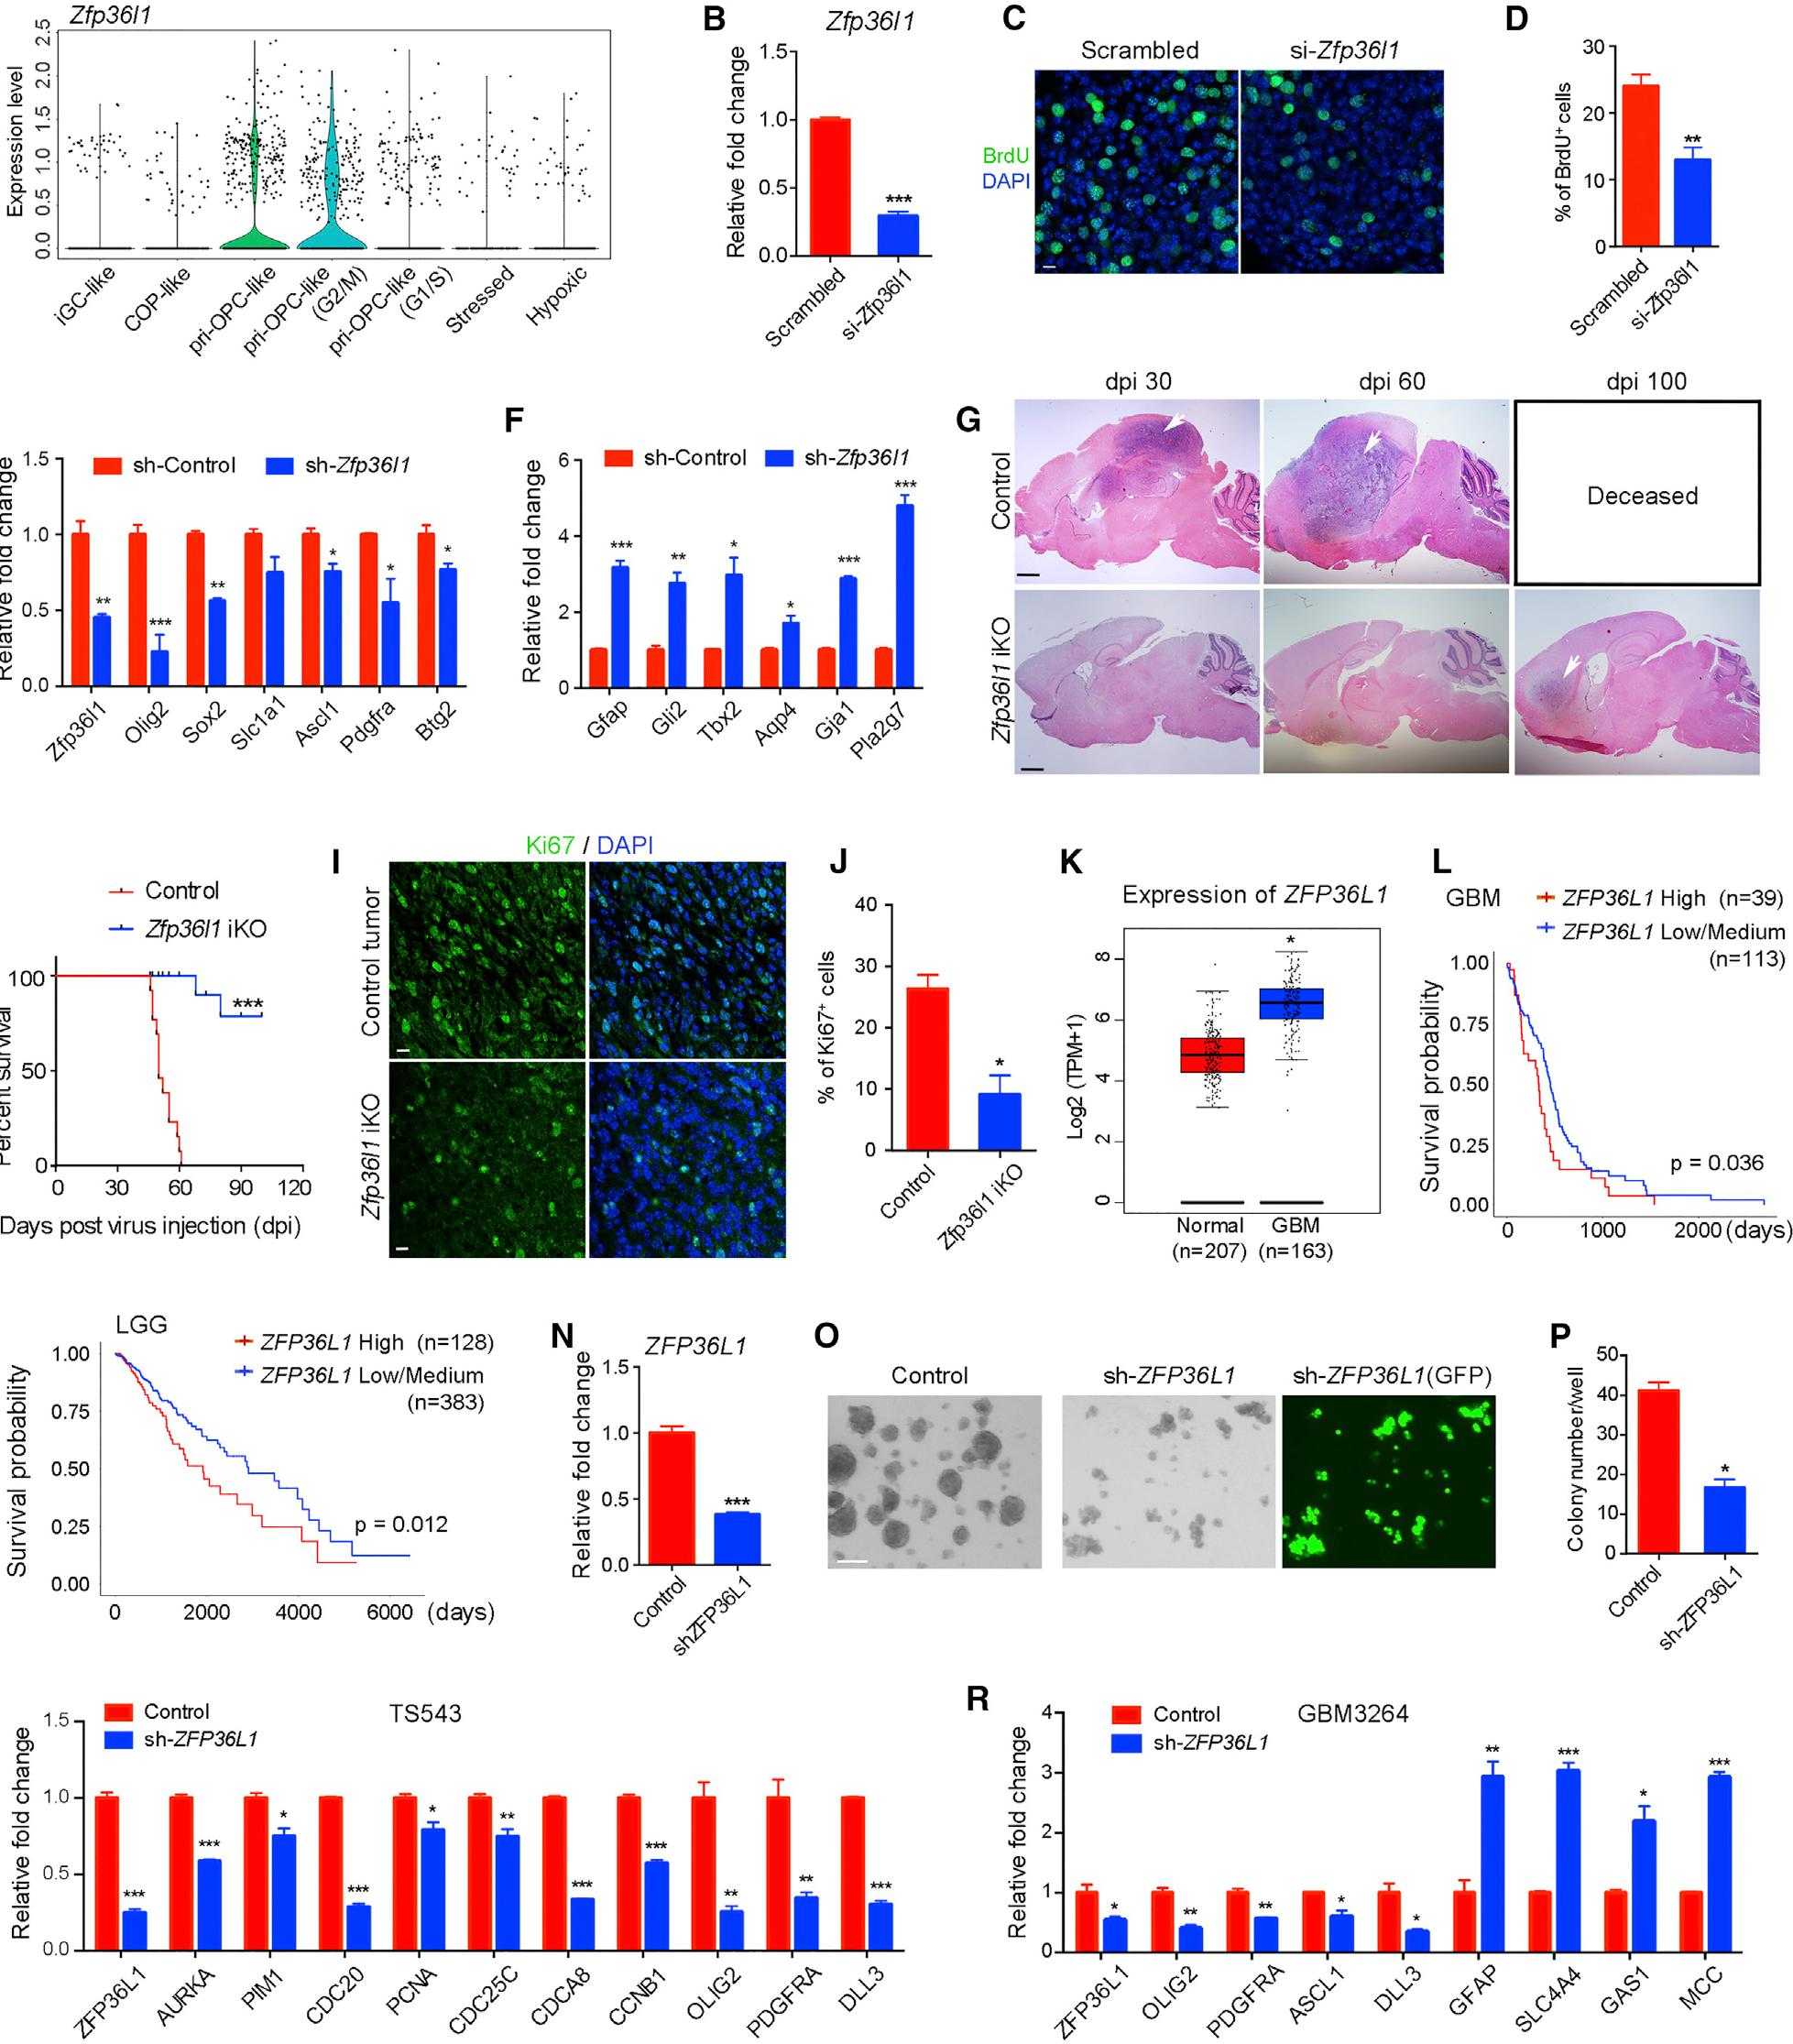 Zfp36l1
Expression level
2.5
2.0
1.5
1.0
0.5
0.0
iGC-like
COP-like
pri-OPC-like
pri-OPC-like (G2/M)
pri-OPC-like (G1/S)
Stressed
Hypoxic
B
Zfp36l1
Relative fold change
1.5
1.0
0.5
0.0
***
Scrambled
si-Zfp36l1
C
Scrambled
si-Zfp36l1
BrdU
DAPI
D
% of BrdU+ cells
30
20
10
0
**
Scrambled
si-Zfp36l1
Relative fold change
sh-Control
sh-Zfp36l1
1.5
1.0
0.5
0.0
**
***
**
*
*
*
Zfp36l1
Olig2
Sox2
Slc1a1
Ascl1
Pdgfra
Btg2
F
sh-Control
sh-Zfp36l1
Relative fold change
6
4
2
0
***
**
*
*
***
***
Gfap
Gli2
Tbx2
Aqp4
Gja1
Pla2g7
G
dpi 30
dpi 60
dpi 100
Control
Deceased
Zfp36l1 iKO
Control
Zfp36l1 iKO
Percent survival
100
50
0
***
0
30
60
90
120
Days post virus injection (dpi)
I
Ki67 / DAPI
Control tumor
Zfp36l1 iKO
J
% of Ki67+ cells
40
30
20
10
0
*
Control
Zfp36l1 iKO
K
Expression of ZFP36L1
Log2 (TPM+1)
8
6
4
2
0
*
Normal
(n=207)
GBM
(n=163)
L
GBM
ZFP36L1 High (n=39)
ZFP36L1 Low/Medium
(n=113)
Survival probability
1.00
0.75
0.50
0.25
0.00
p = 0.036
0
1000
2000 (days)
LGG
ZFP36L1 High (n=128)
ZFP36L1 Low/Medium
(n=383)
Survival probability
1.00
0.75
0.50
0.25
0.00
p = 0.012
0
2000
4000
6000 (days)
N
ZFP36L1
Relative fold change
1.5
1.0
0.5
0.0
***
Control
shZFP36L1
O
Control
sh-ZFP36L1
sh-ZFP36L1(GFP)
P
Colony number/well
50
40
30
20
10
0
*
Control
sh-ZFP36L1
Control
sh-ZFP36L1
TS543
Relative fold change
1.5
1.0
0.5
0.0
***
***
*
***
*
**
***
***
**
**
***
ZFP36L1
AURKA
PIM1
CDC20
PCNA
CDC25C
CDCA8
CCNB1
OLIG2
PDGFRA
DLL3
R
Control
sh-ZFP36L1
GBM3264
Relative fold change
4
3
2
1
0
*
**
**
*
*
**
***
*
***
ZFP36L1
OLIG2
PDGFRA
ASCL1
DLL3
GFAP
SLC4A4
GAS1
MCC